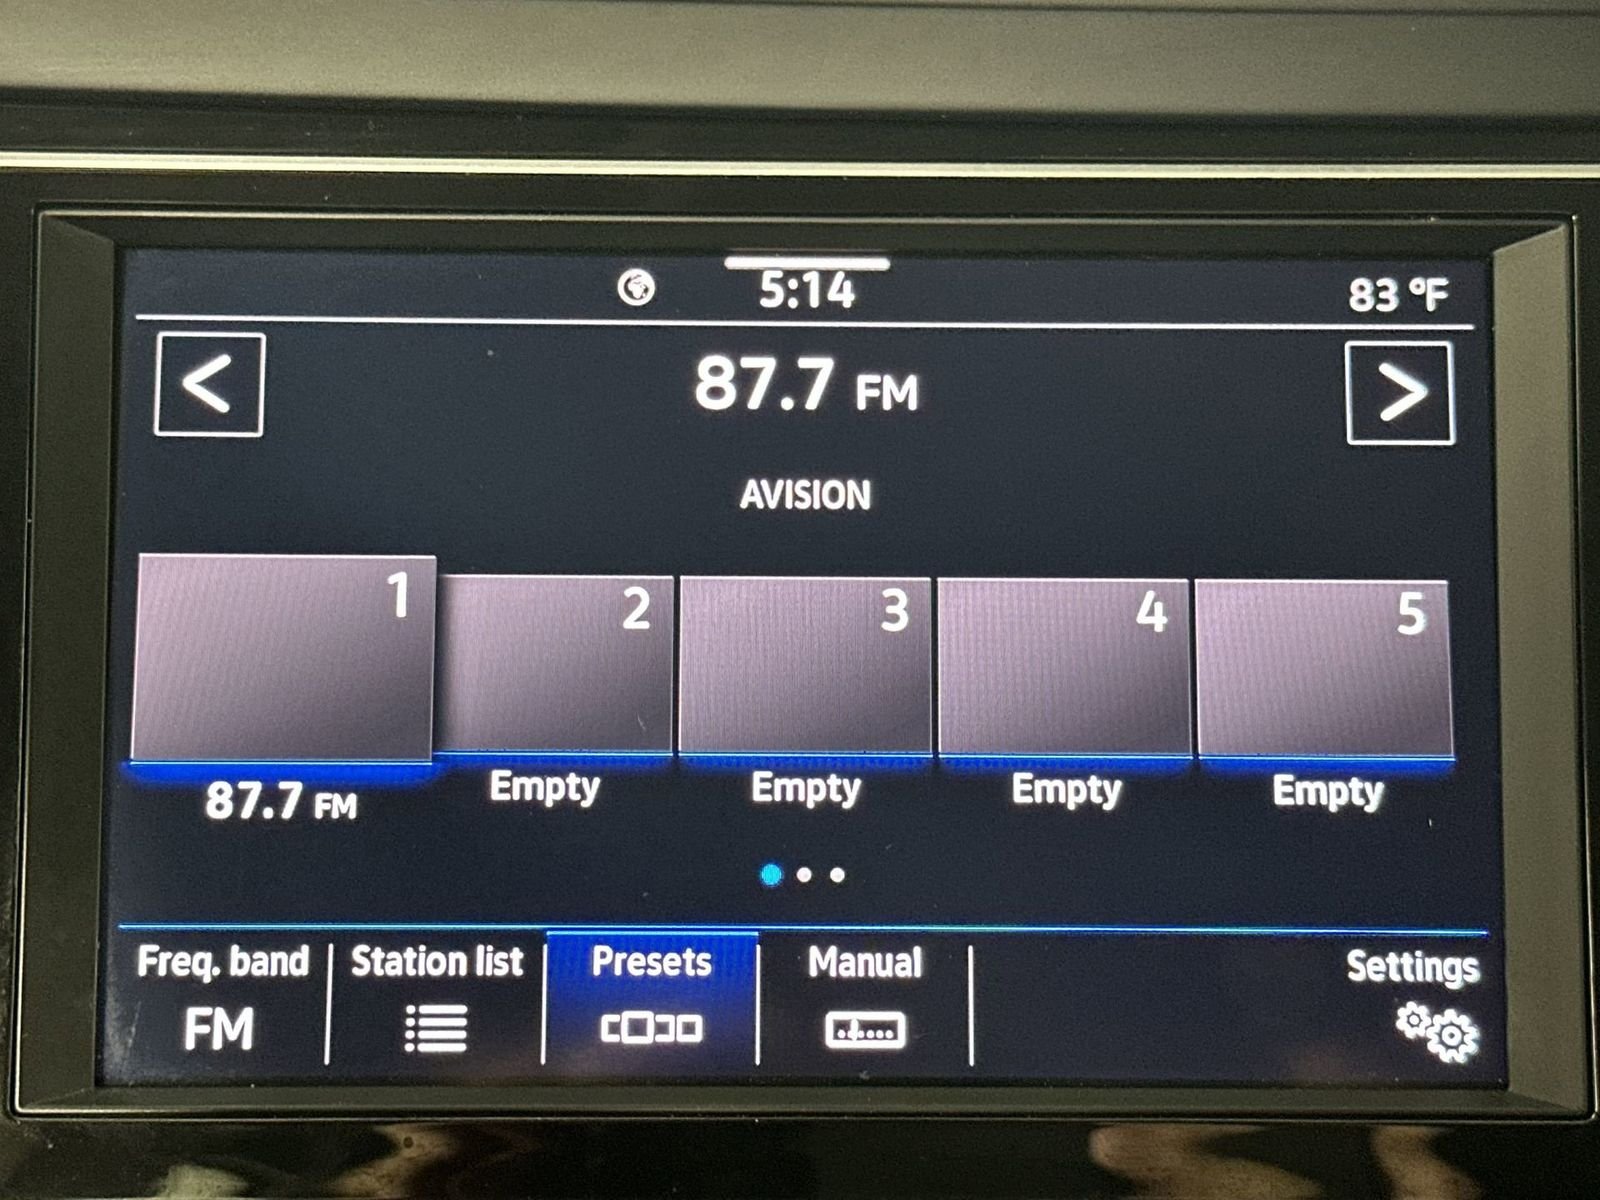 5:14
83 °F
<
87.7 FM
>
AVISION
1
2
3
4
5
87.7 FM
Empty
Empty
Empty
Empty
Freq. band
Station list
Presets
Manual
Settings
FM